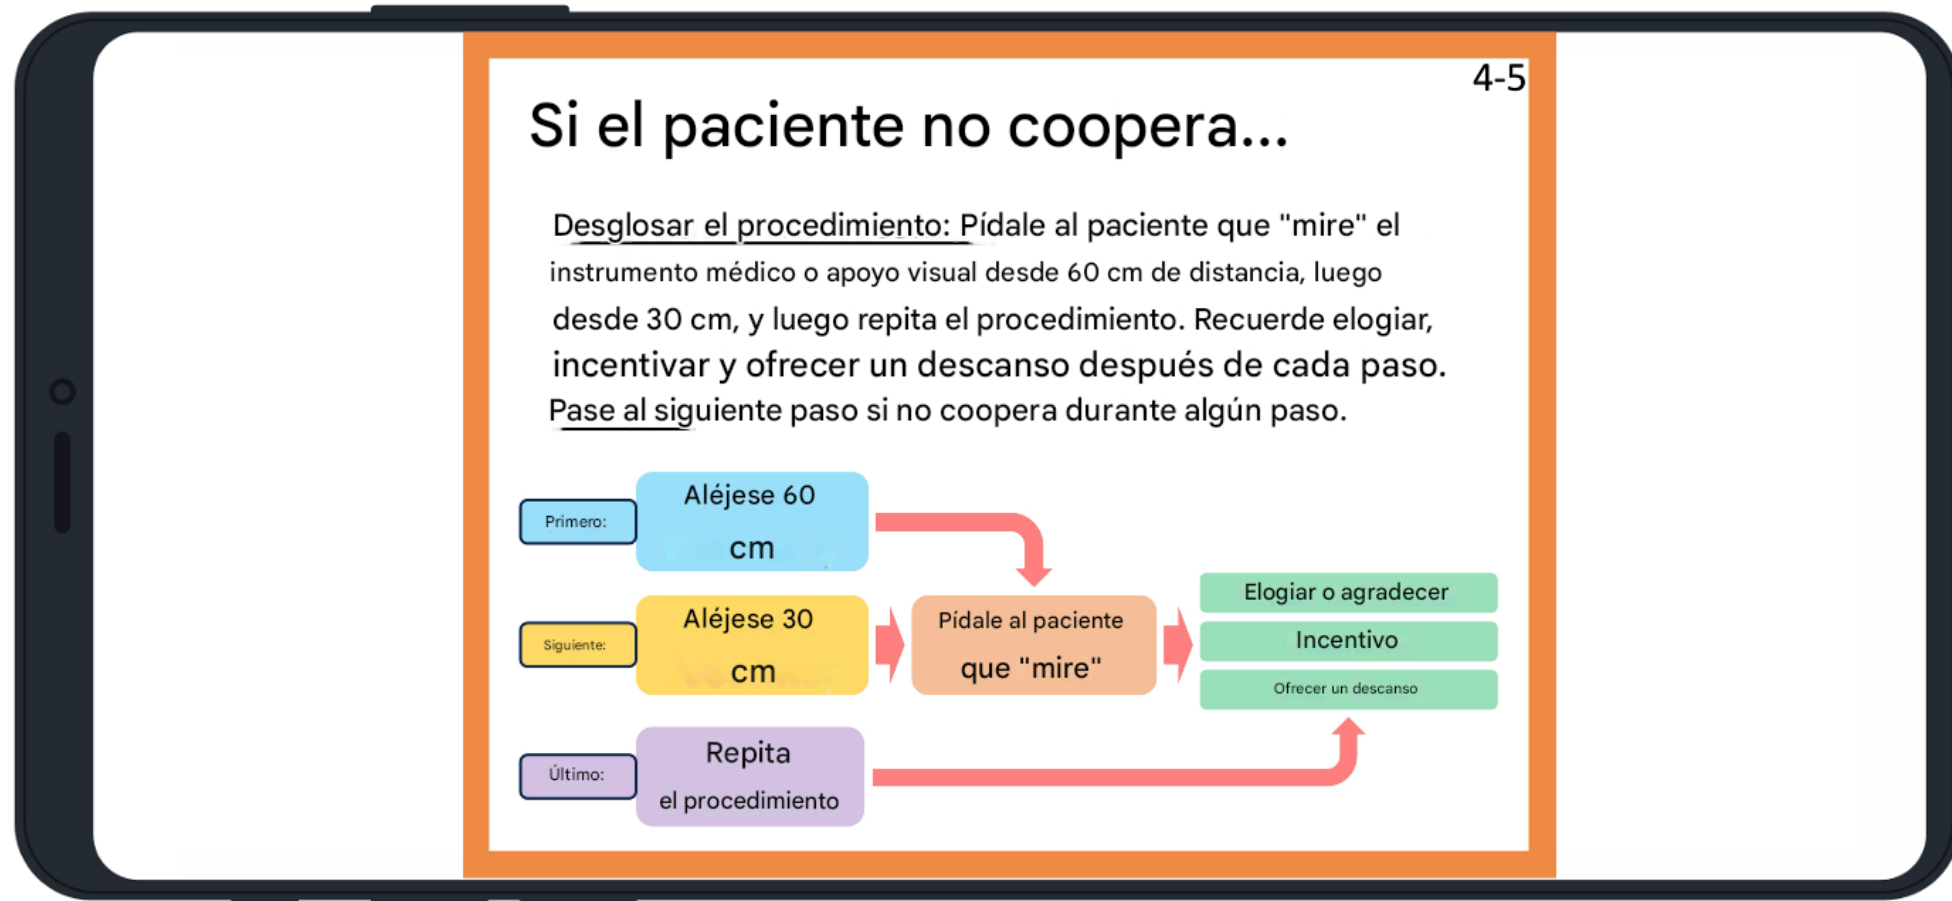 4-5
Si el paciente no coopera...
Desglosar el procedimiento: Pídale al paciente que "mire" el
instrumento médico o apoyo visual desde 60 cm de distancia, luego
desde 30 cm, y luego repita el procedimiento. Recuerde elogiar,
incentivar y ofrecer un descanso después de cada paso.
Pase al siguiente paso si no coopera durante algún paso.
Primero:
Aléjese 60
cm
Siguiente:
Aléjese 30
cm
Pídale al paciente
que "mire"
Elogiar o agradecer
Incentivo
Ofrecer un descanso
Último:
Repita
el procedimiento